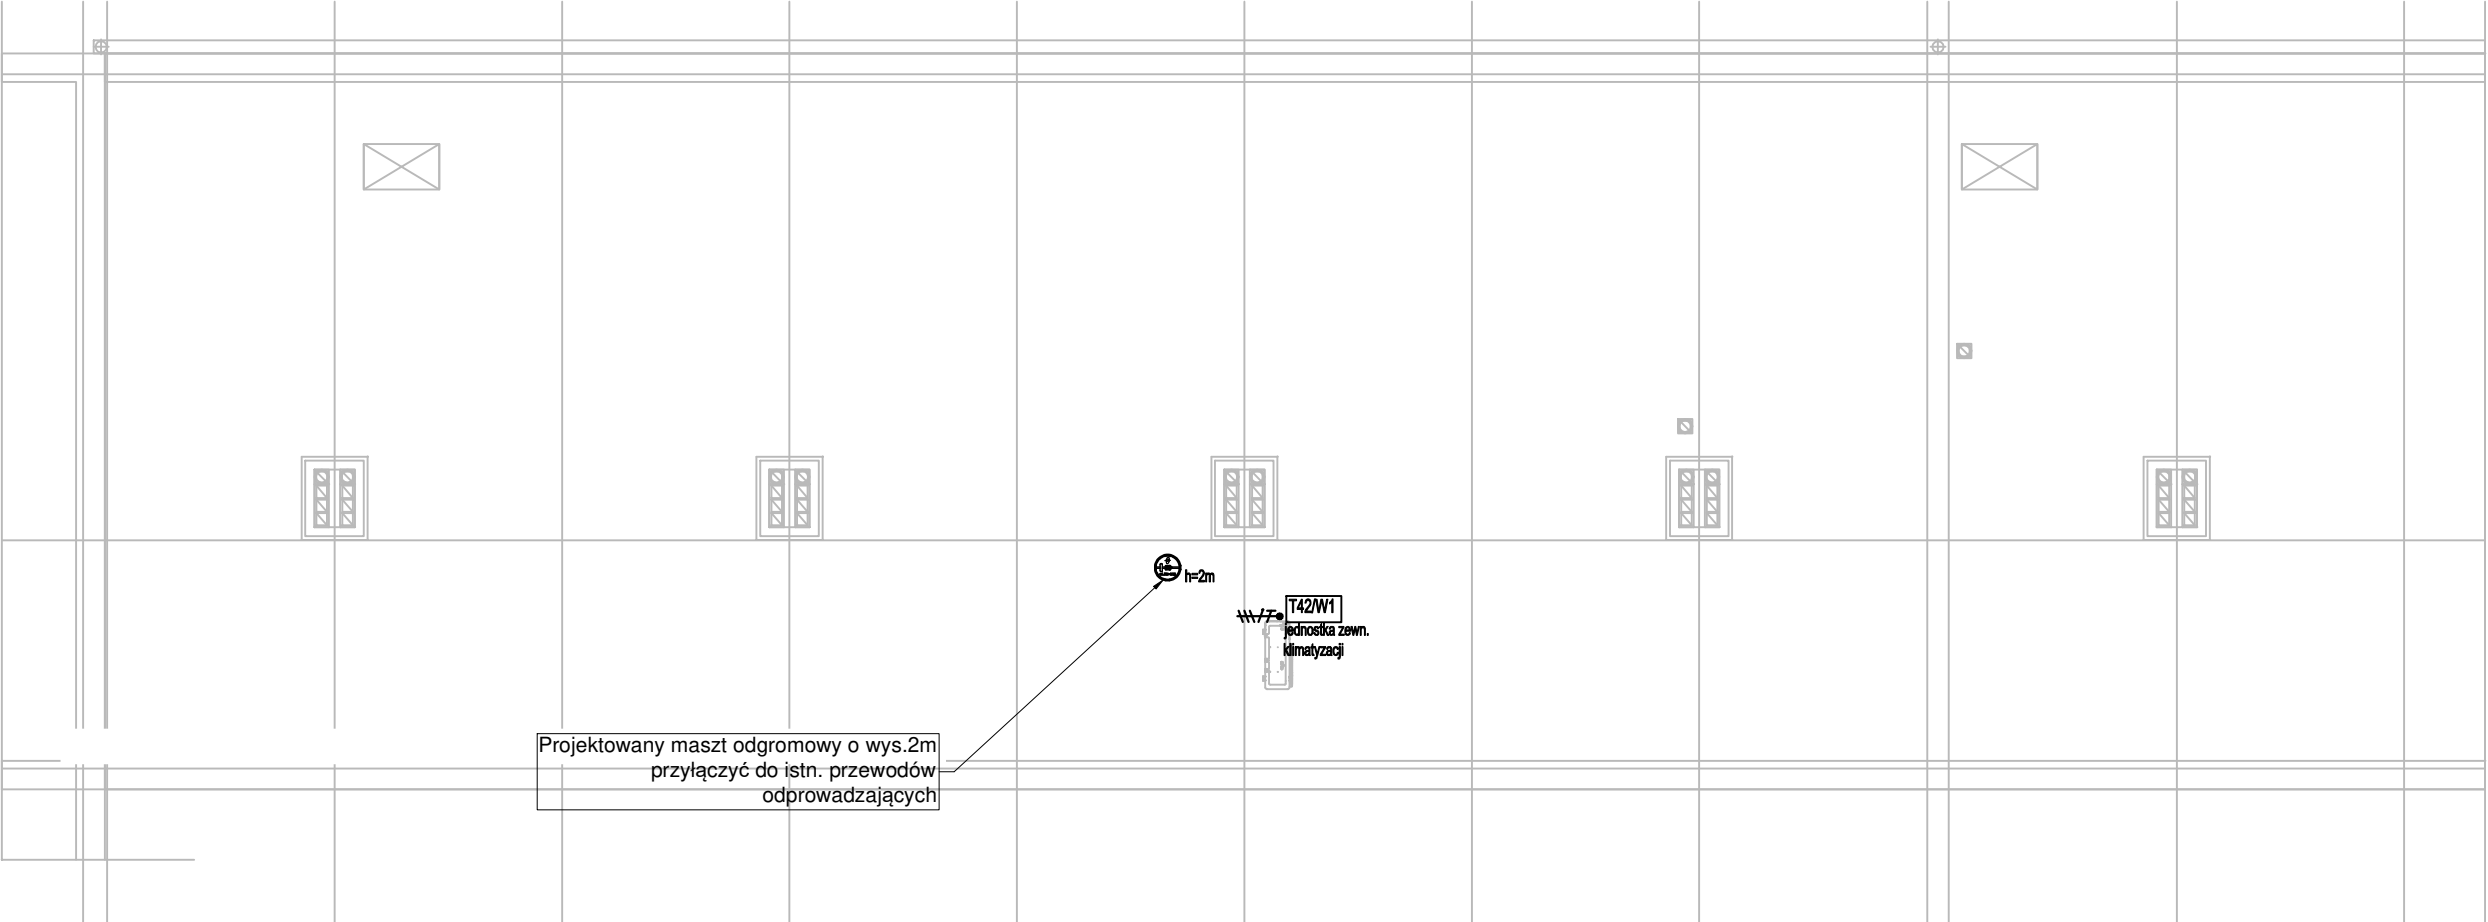 h=2m
T42/W1
jednostka zewn.
klimatyzacji
Projektowany maszt odgromowy o wys.2m
przyłączyć do istn. przewodów
odprowadzających